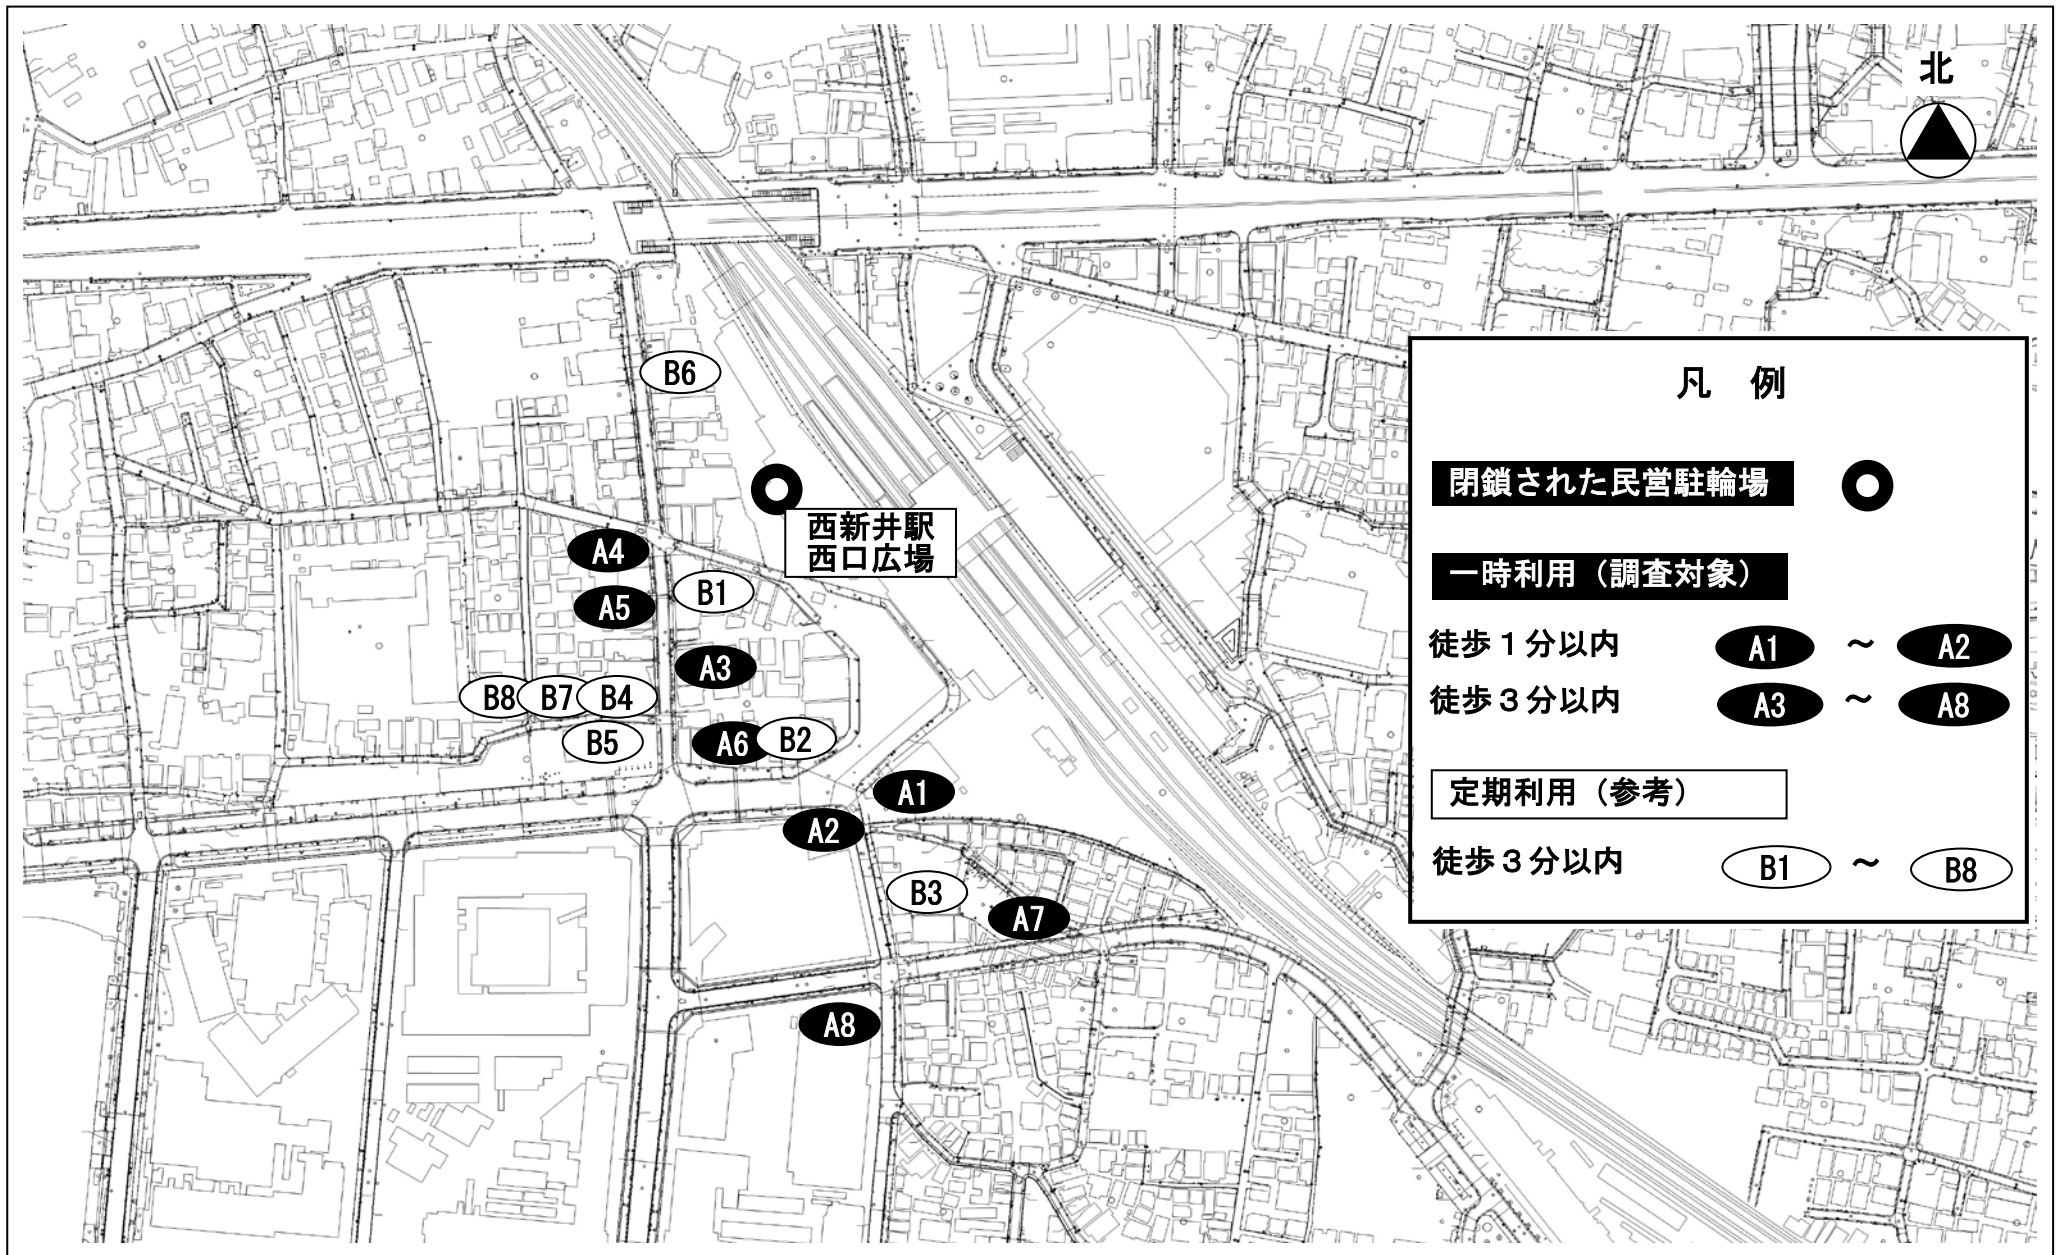 北
B6
西新井駅
西口広場
A4
B1
A5
A3
B8
B7
B4
A6
B2
B5
A1
A2
B3
A7
A8
凡 例
閉鎖された民営駐輪場
一時利用（調査対象）
徒歩１分以内 A1 ～ A2
徒歩３分以内 A3 ～ A8
定期利用（参考）
徒歩３分以内 B1 ～ B8